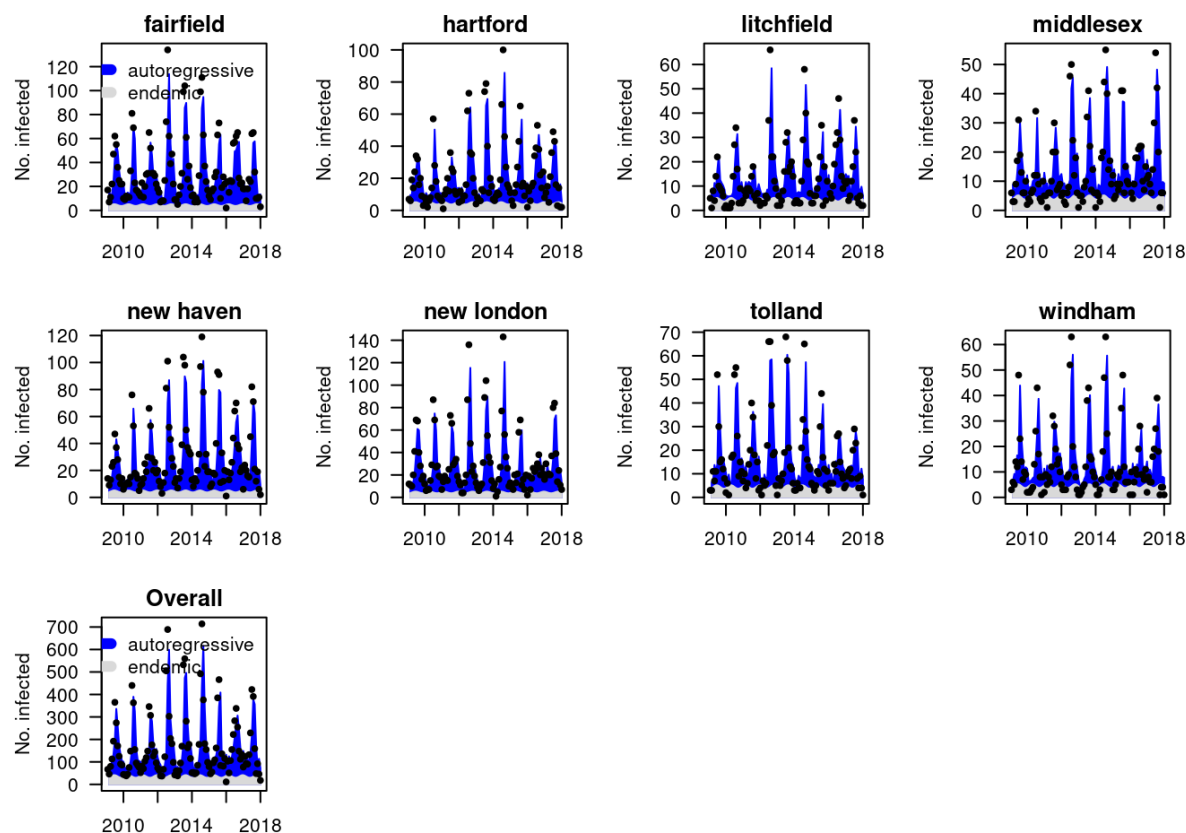 fairfield
No. infected
120
100
80
60
40
20
0
autoregressive
endemic
2010 2014 2018
hartford
No. infected
100
80
60
40
20
0
2010 2014 2018
litchfield
No. infected
60
50
40
30
20
10
0
2010 2014 2018
middlesex
No. infected
50
40
30
20
10
0
2010 2014 2018
new haven
No. infected
120
100
80
60
40
20
0
2010 2014 2018
new london
No. infected
140
120
100
80
60
40
20
0
2010 2014 2018
tolland
No. infected
70
60
50
40
30
20
10
0
2010 2014 2018
windham
No. infected
60
50
40
30
20
10
0
2010 2014 2018
Overall
No. infected
700
600
500
400
300
200
100
0
autoregressive
endemic
2010 2014 2018